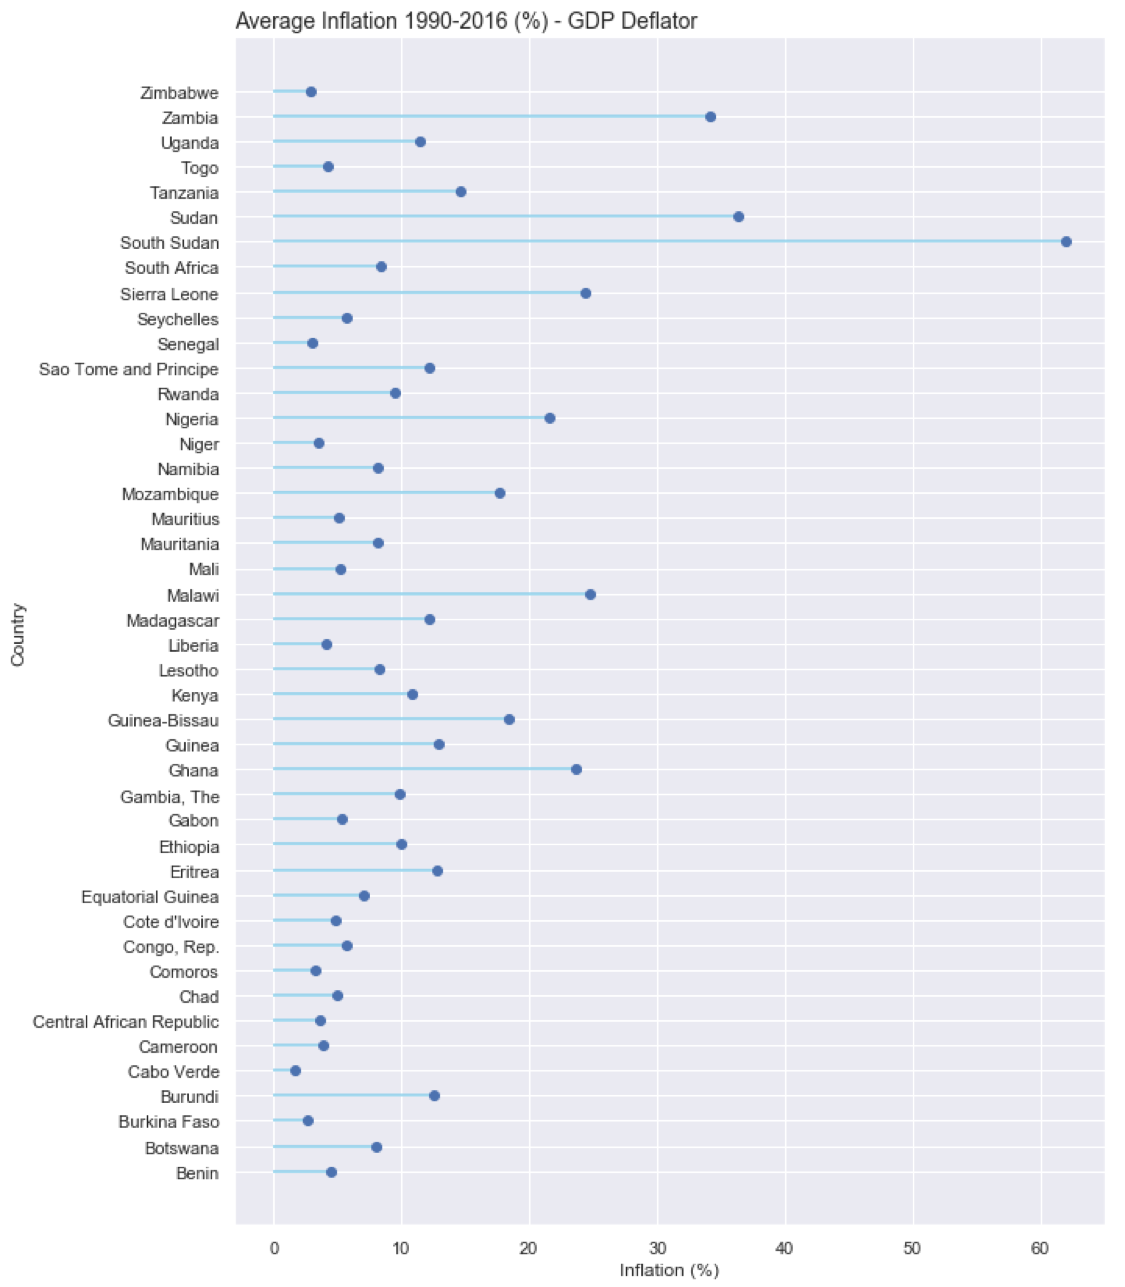 Average Inflation 1990-2016 (%) - GDP Deflator
Zimbabwe
Zambia
Uganda
Togo
Tanzania
Sudan
South Sudan
South Africa
Sierra Leone
Seychelles
Senegal
Sao Tome and Principe
Rwanda
Nigeria
Niger
Namibia
Mozambique
Mauritius
Mauritania
Mali
Malawi
Madagascar
Liberia
Lesotho
Kenya
Guinea-Bissau
Guinea
Ghana
Gambia, The
Gabon
Ethiopia
Eritrea
Equatorial Guinea
Cote d'Ivoire
Congo, Rep.
Comoros
Chad
Central African Republic
Cameroon
Cabo Verde
Burundi
Burkina Faso
Botswana
Benin
Country
0 10 20 30 40 50 60
Inflation (%)